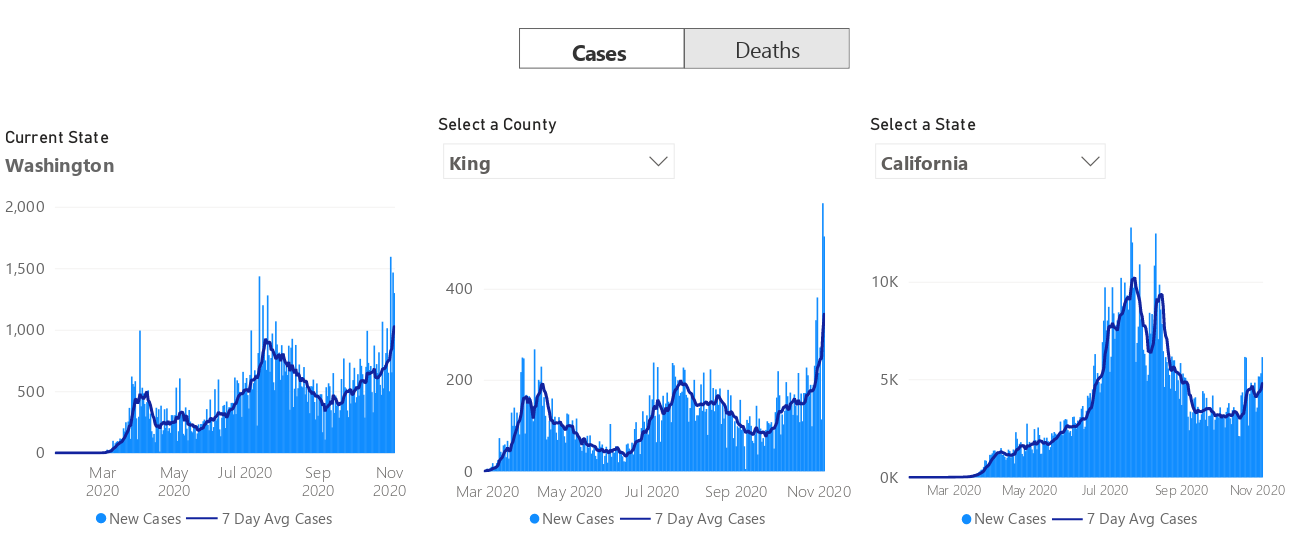 Cases Deaths
Current State
Washington
2,000
1,500
1,000
500
0
Mar
2020
May
2020
Jul 2020
Sep
2020
Nov
2020
New Cases 7 Day Avg Cases
Select a County
King
400
200
0
Mar 2020 May 2020 Jul 2020 Sep 2020 Nov 2020
New Cases 7 Day Avg Cases
Select a State
California
10K
5K
0K
Mar 2020 May 2020 Jul 2020 Sep 2020 Nov 2020
New Cases 7 Day Avg Cases